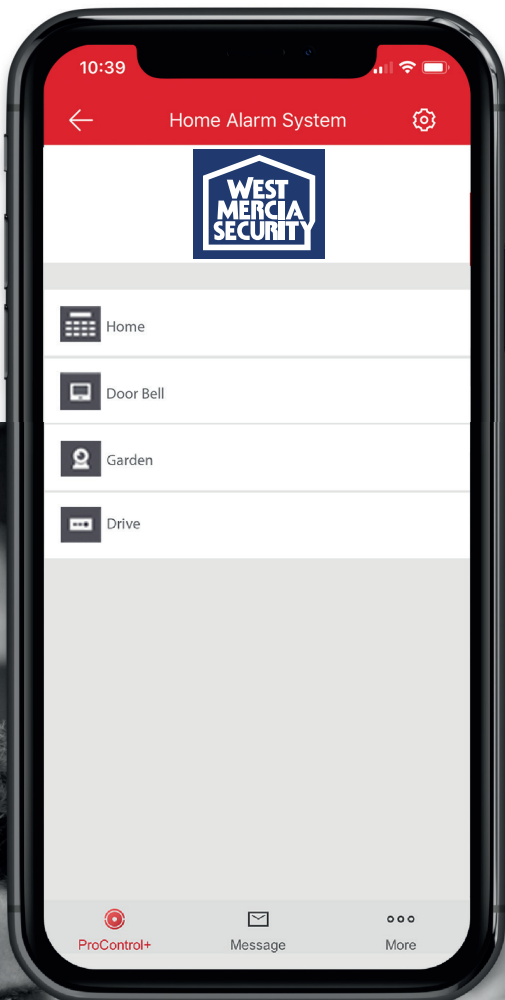 10:39
Home Alarm System
WEST
MERCIA
SECURITY
Home
Door Bell
Garden
Drive
ProControl+
Message
More